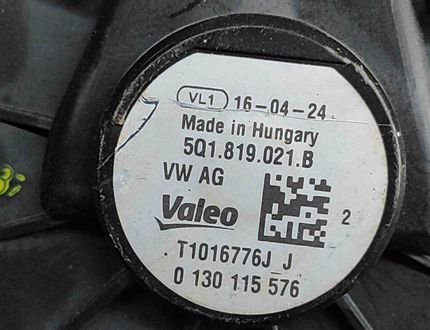 VL1 16-04-24
Made in Hungary
5Q1.819.021.B
VW AG
Valeo 2
T1016776J J
0 130 115 576